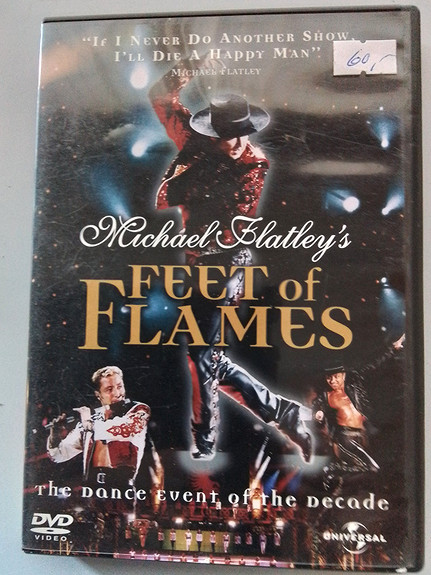 "If I Never Do Another Show,
I'll Die A Happy Man".
Michael Flatley
60,-
Michael Flatley's
FEET of
FLAMES
The Dance Event of the Decade
DVD
VIDEO
UNIVERSAL